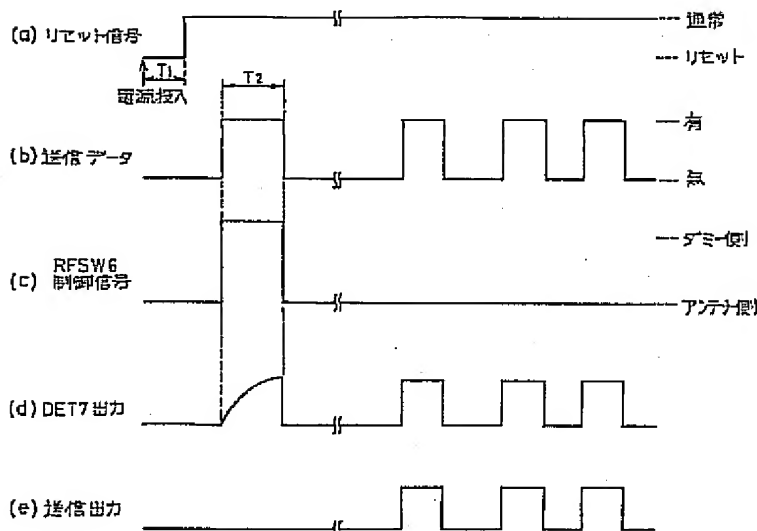 (a) リセット信号
通常
リセット
T1
電源投入
T2
(b) 送信データ
有
無
(c) RFSW6
制御信号
ダミー側
アンテナ側
(d) DET7出力
(e) 送信出力